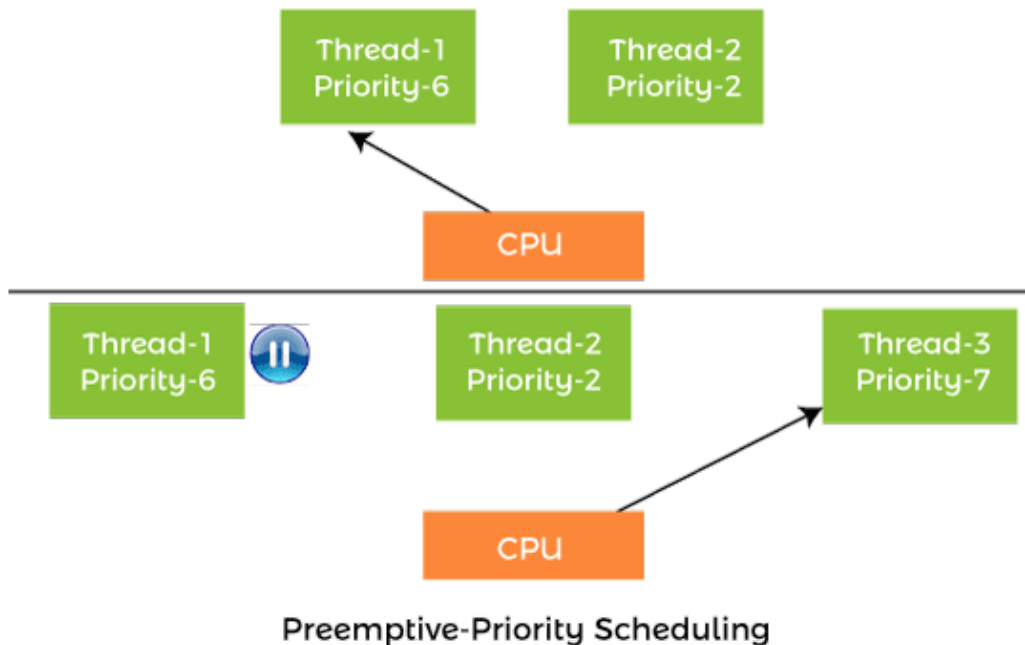 Thread-1
Priority-6
Thread-2
Priority-2
CPU
Thread-1
Priority-6
Thread-2
Priority-2
Thread-3
Priority-7
CPU
Preemptive-Priority Scheduling